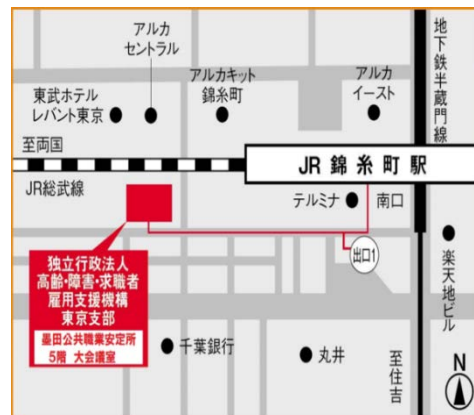 アルカ
セントラル
東武ホテル
レバント東京
アルカキット
錦糸町
アルカ
イースト
地下鉄半蔵門線
至両国
JR錦糸町駅
JR総武線
テルミナ
南口
独立行政法人
高齢・障害・求職者
雇用支援機構
東京支部
墨田公共職業安定所
5階 大会議室
出口1
楽天地ビル
千葉銀行
丸井
至住吉
N